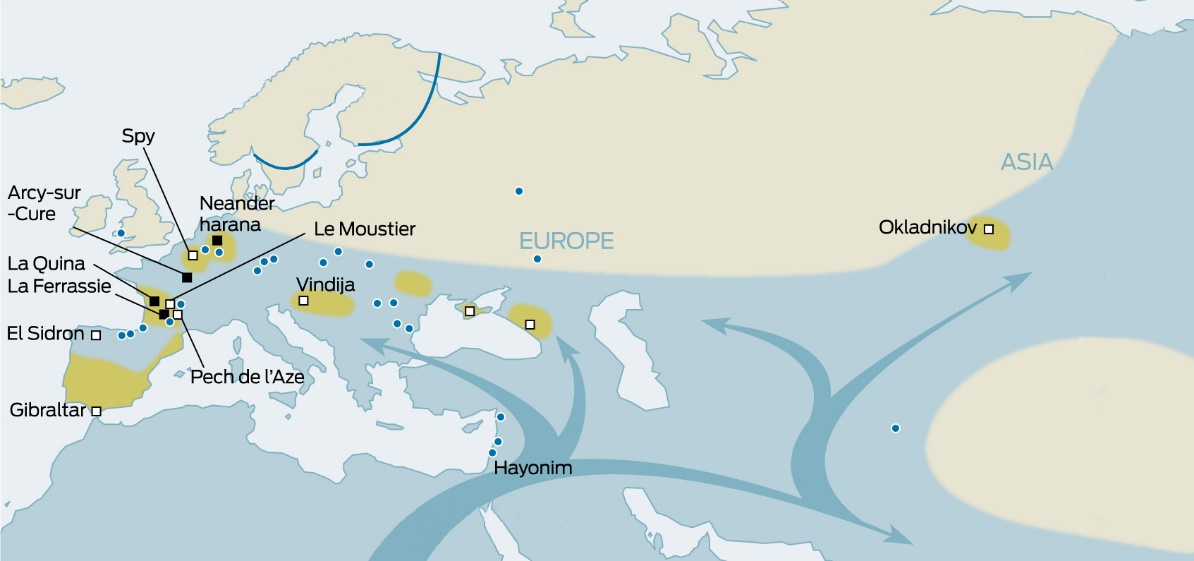 Spy
Arcy-sur
-Cure
Neander
harana
Le Moustier
ASIA
EUROPE
Okladnikov
La Quina
La Ferrassie
Vindija
El Sidron
Pech de l'Aze
Gibraltar
Hayonim